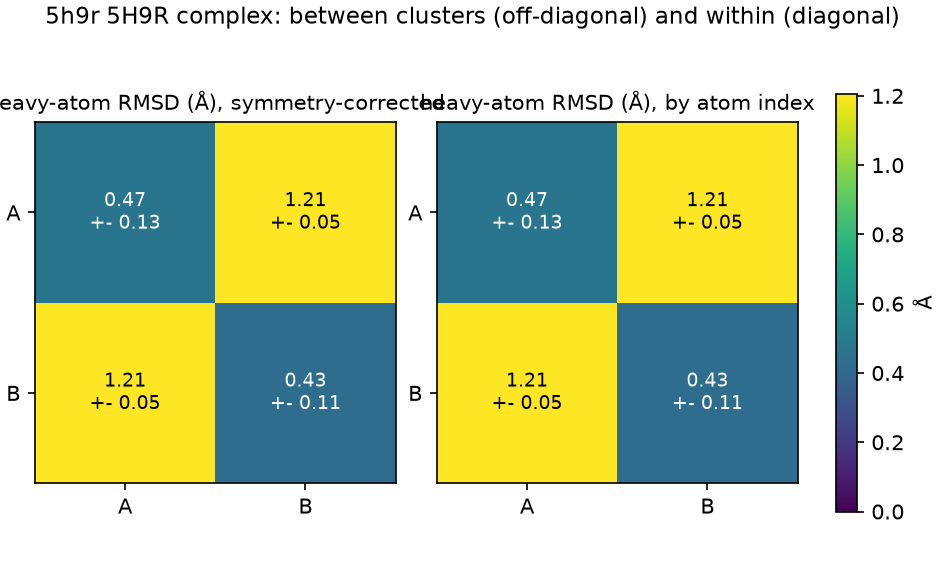 5h9r 5H9R complex: between clusters (off-diagonal) and within (diagonal)
eavy-atom RMSD (Å), symmetry-corrected
eavy-atom RMSD (Å), by atom index
A
0.47
+- 0.13
1.21
+- 0.05
B
1.21
+- 0.05
0.43
+- 0.11
A
B
A
0.47
+- 0.13
1.21
+- 0.05
B
1.21
+- 0.05
0.43
+- 0.11
A
B
1.2
1.0
0.8
0.6
0.4
0.2
0.0
Å